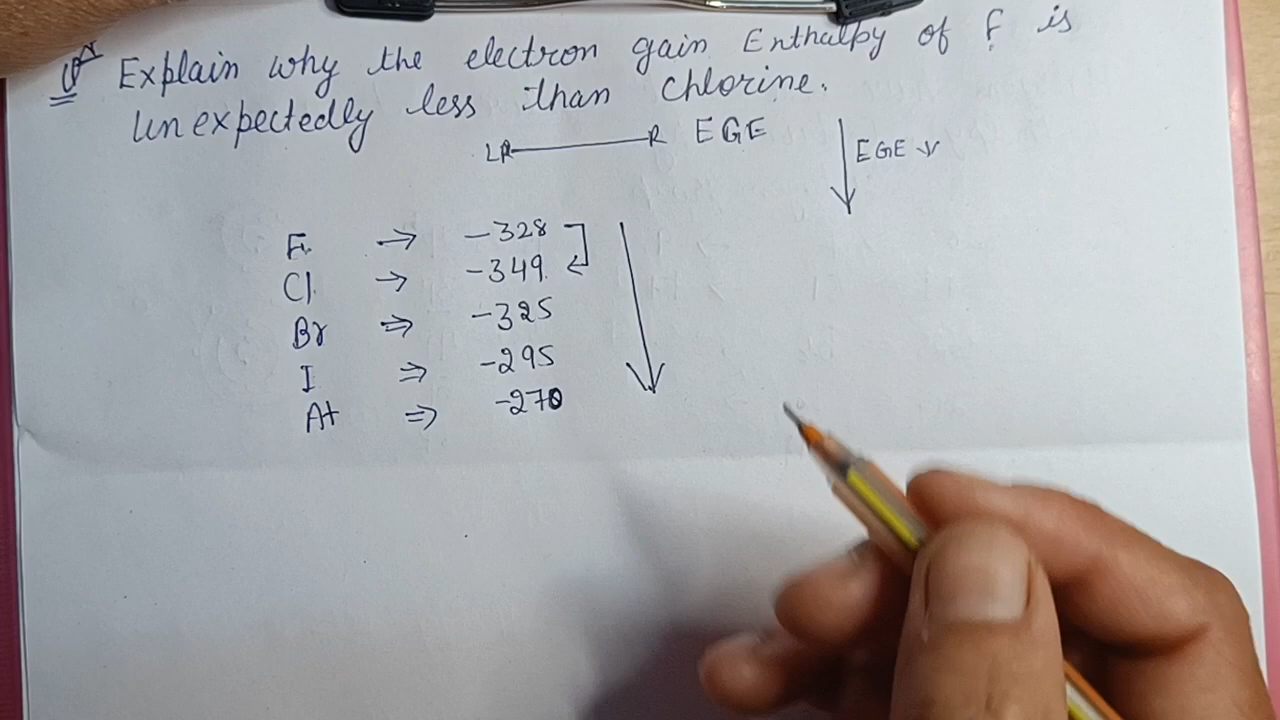 Qⁿ Explain why the electron gain Enthalpy of F is
Unexpectedly less than chlorine.
LR — R EGE
↓ EGE ↓
F → -328
Cl → -349
Br ⇒ -325
I ⇒ -295
At ⇒ -270